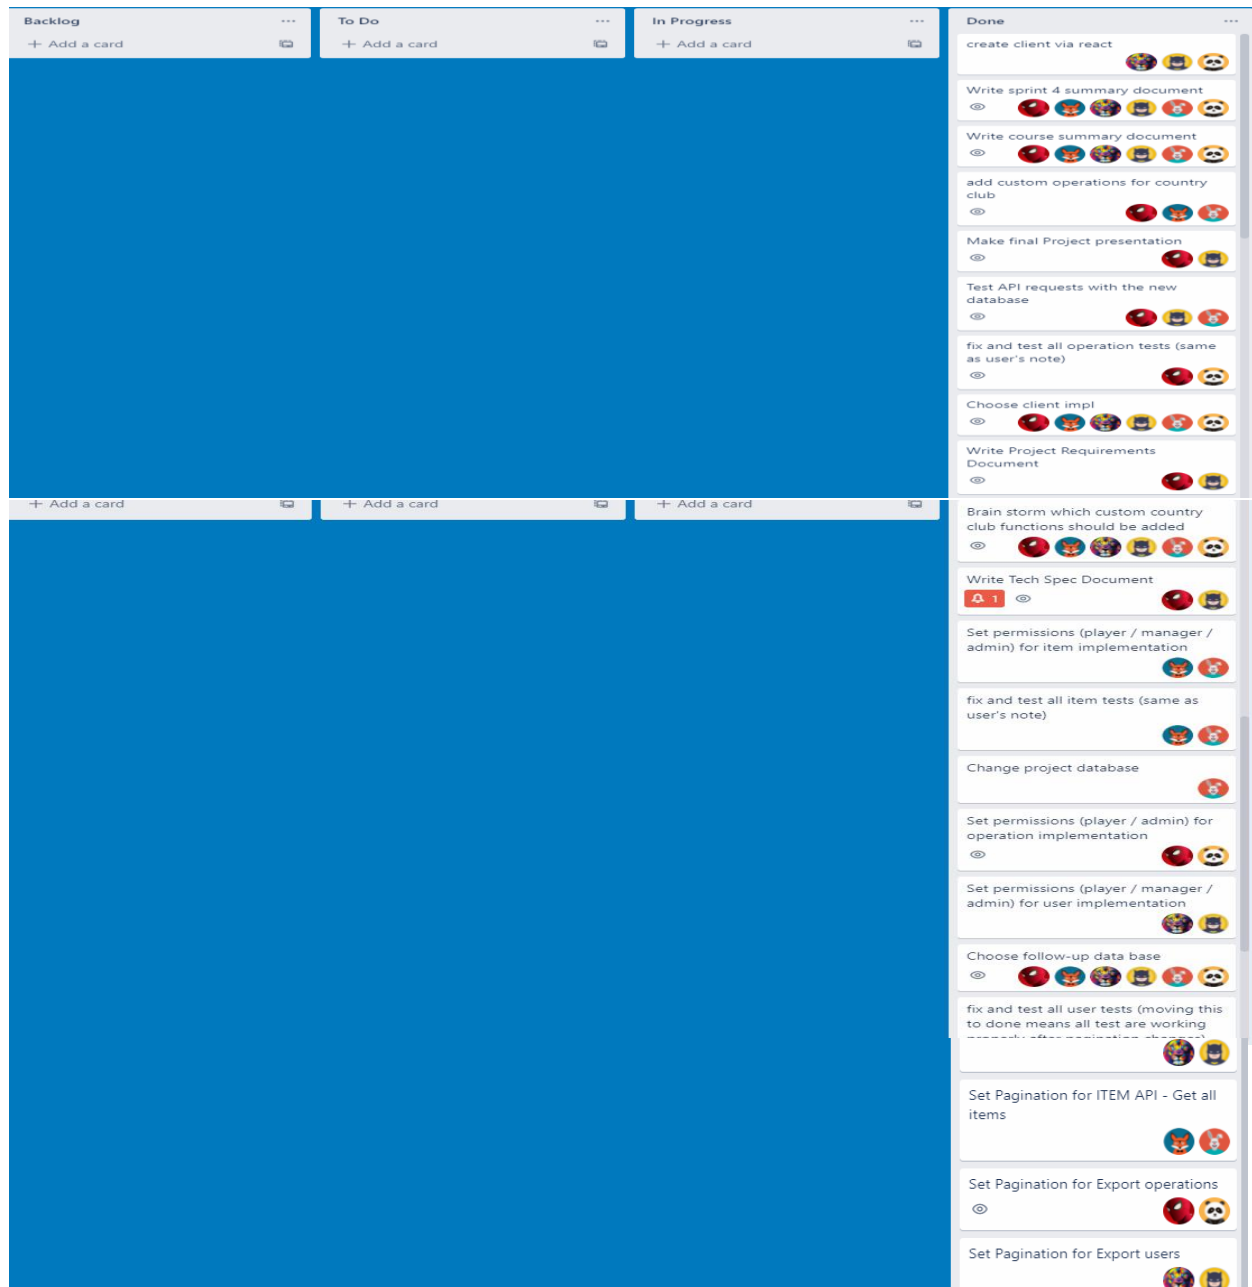 Backlog
+ Add a card
To Do
+ Add a card
In Progress
+ Add a card
Done
create client via react
Write sprint 4 summary document
Write course summary document
add custom operations for country
club
Make final Project presentation
Test API requests with the new
database
fix and test all operation tests (same
as user's note)
Choose client impl
Write Project Requirements
Document
+ Add a card
+ Add a card
+ Add a card
Brain storm which custom country
club functions should be added
Write Tech Spec Document
1
Set permissions (player / manager /
admin) for item implementation
fix and test all item tests (same as
user's note)
Change project database
Set permissions (player / admin) for
operation implementation
Set permissions (player / manager /
admin) for user implementation
Choose follow-up data base
fix and test all user tests (moving this
to done means all test are working
properly after pagination changes)
Set Pagination for ITEM API - Get all
items
Set Pagination for Export operations
Set Pagination for Export users